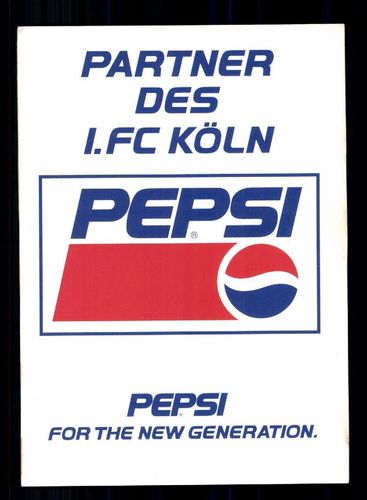 PARTNER
DES
1.FC KÖLN
PEPSI
®
PEPSI
FOR THE NEW GENERATION.